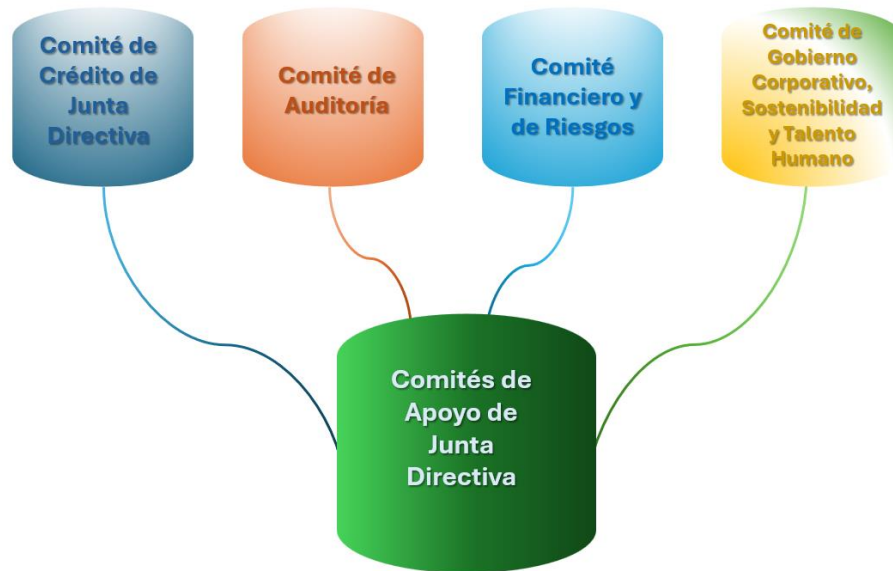 Comité de
Crédito de
Junta
Directiva
Comité de
Auditoría
Comité
Financiero y
de Riesgos
Comité de
Gobierno
Corporativo,
Sostenibilidad
y Talento
Humano
Comités de
Apoyo de
Junta
Directiva